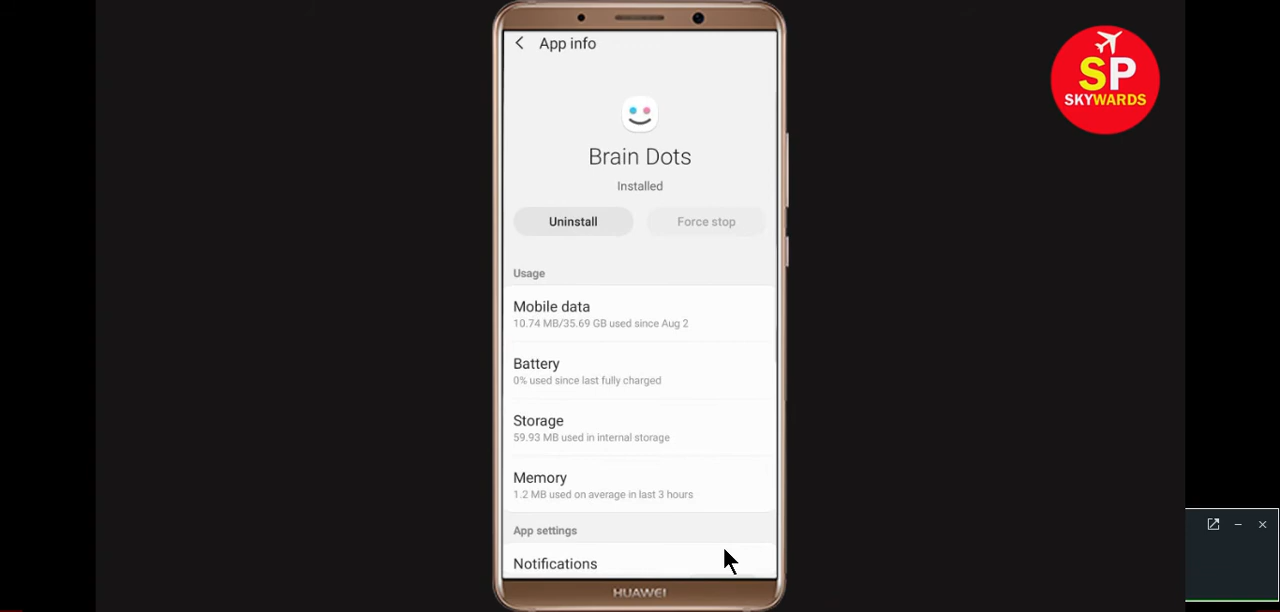 App info
Brain Dots
Installed
Uninstall
Force stop
Usage
Mobile data
10.74 MB/35.69 GB used since Aug 2
Battery
0% used since last fully charged
Storage
59.93 MB used in internal storage
Memory
1.2 MB used on average in last 3 hours
App settings
Notifications
HUAWEI
SP
SKYWARDS